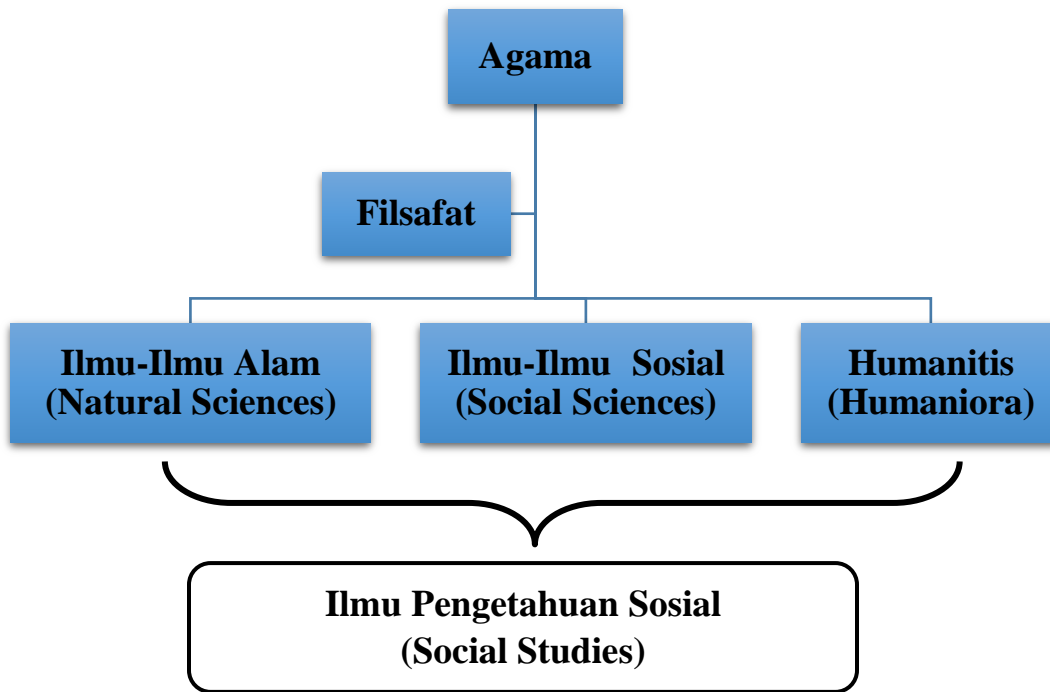 Agama
Filsafat
Ilmu-Ilmu Alam
(Natural Sciences)
Ilmu-Ilmu Sosial
(Social Sciences)
Humanitis
(Humaniora)
Ilmu Pengetahuan Sosial
(Social Studies)